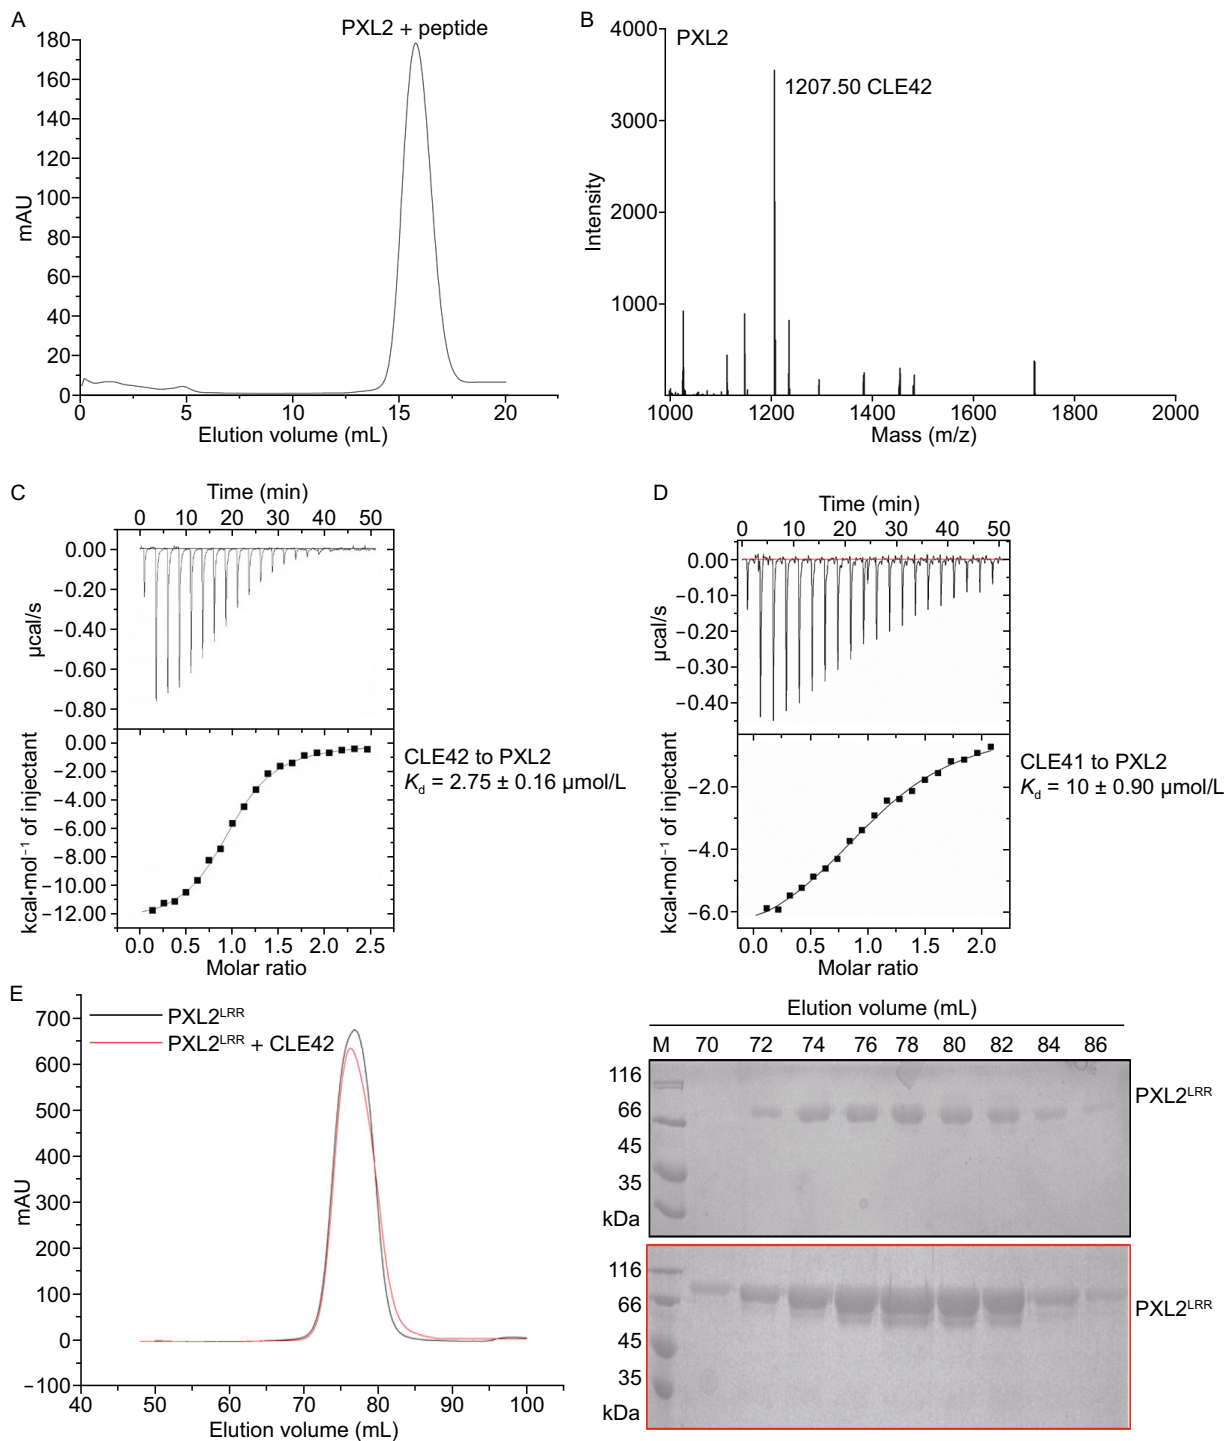 A
PXL2 + peptide
180
160
140
120
100
80
60
40
20
0
mAU
0 5 10 15 20
Elution volume (mL)
B
PXL2
1207.50 CLE42
4000
3000
2000
1000
Intensity
1000 1200 1400 1600 1800 2000
Mass (m/z)
C
Time (min)
0 10 20 30 40 50
0.00
−0.20
−0.40
−0.60
−0.80
µcal/s
0.00
−2.00
−4.00
−6.00
−8.00
−10.00
−12.00
kcal•mol⁻¹ of injectant
0.0 0.5 1.0 1.5 2.0 2.5
Molar ratio
CLE42 to PXL2
Kd = 2.75 ± 0.16 µmol/L
D
Time (min)
0 10 20 30 40 50
0.00
−0.10
−0.20
−0.30
−0.40
µcal/s
−2.0
−4.0
−6.0
kcal•mol⁻¹ of injectant
0.0 0.5 1.0 1.5 2.0
Molar ratio
CLE41 to PXL2
Kd = 10 ± 0.90 µmol/L
E
PXL2ᴸᴿᴿ
PXL2ᴸᴿᴿ + CLE42
700
600
500
400
300
200
100
0
−100
mAU
40 50 60 70 80 90 100
Elution volume (mL)
Elution volume (mL)
M 70 72 74 76 78 80 82 84 86
116
66
45
35
kDa
PXL2ᴸᴿᴿ
116
66
45
35
kDa
PXL2ᴸᴿᴿ